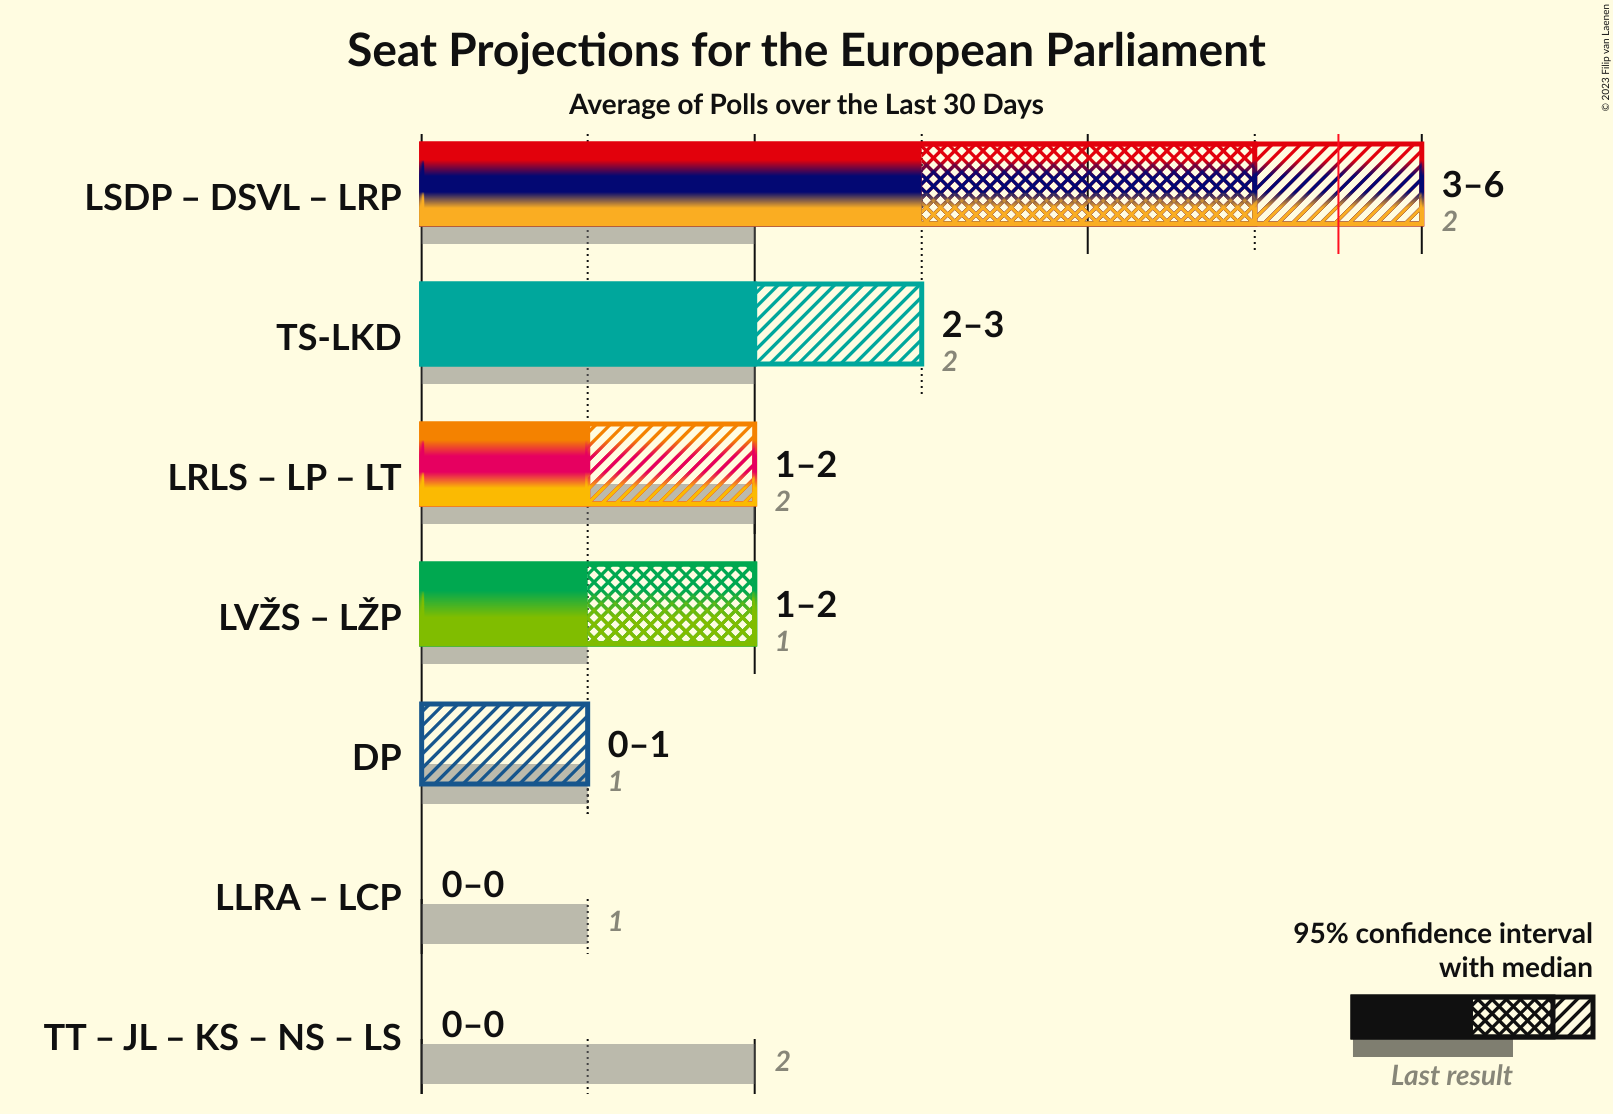 Seat Projections for the European Parliament
Average of Polls over the Last 30 Days
© 2023 Filip van Laenen
LSDP – DSVL – LRP
3–6
2
TS-LKD
2–3
2
LRLS – LP – LT
1–2
2
LVŽS – LŽP
1–2
1
DP
0–1
1
LLRA – LCP
0–0
1
TT – JL – KS – NS – LS
0–0
2
95% confidence interval
with median
Last result